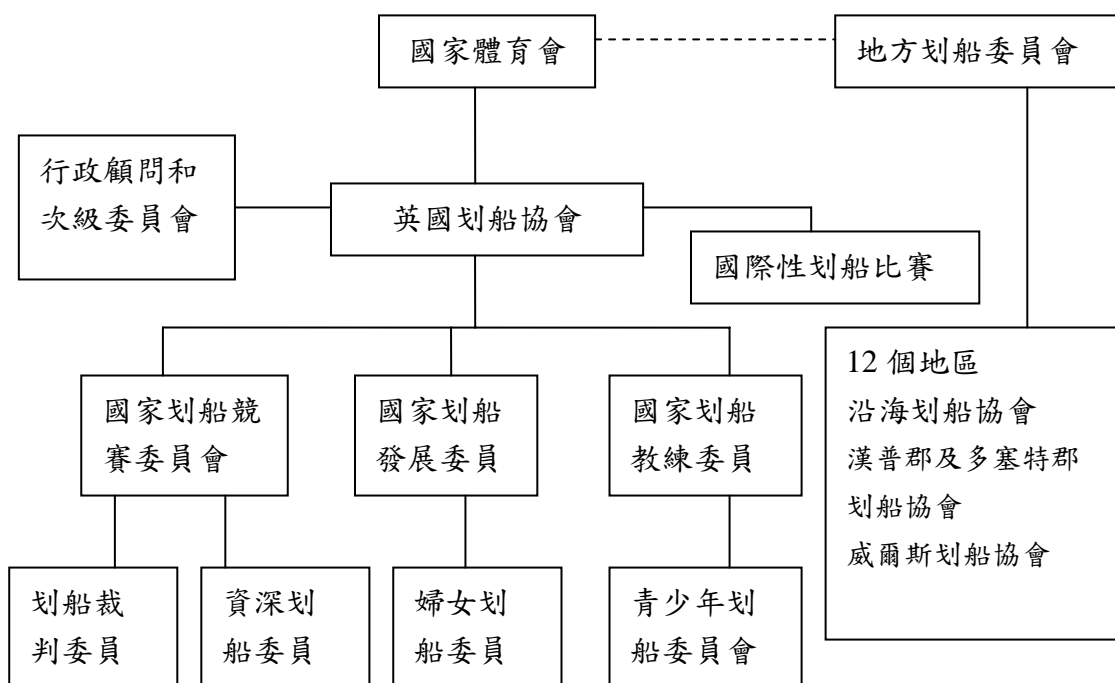 國家體育會
地方划船委員會
行政顧問和
次級委員會
英國划船協會
國際性划船比賽
國家划船競
賽委員會
國家划船
發展委員
國家划船
教練委員
12 個地區
沿海划船協會
漢普郡及多塞特郡
划船協會
威爾斯划船協會
划船裁
判委員
資深划
船委員
婦女划
船委員
青少年划
船委員會